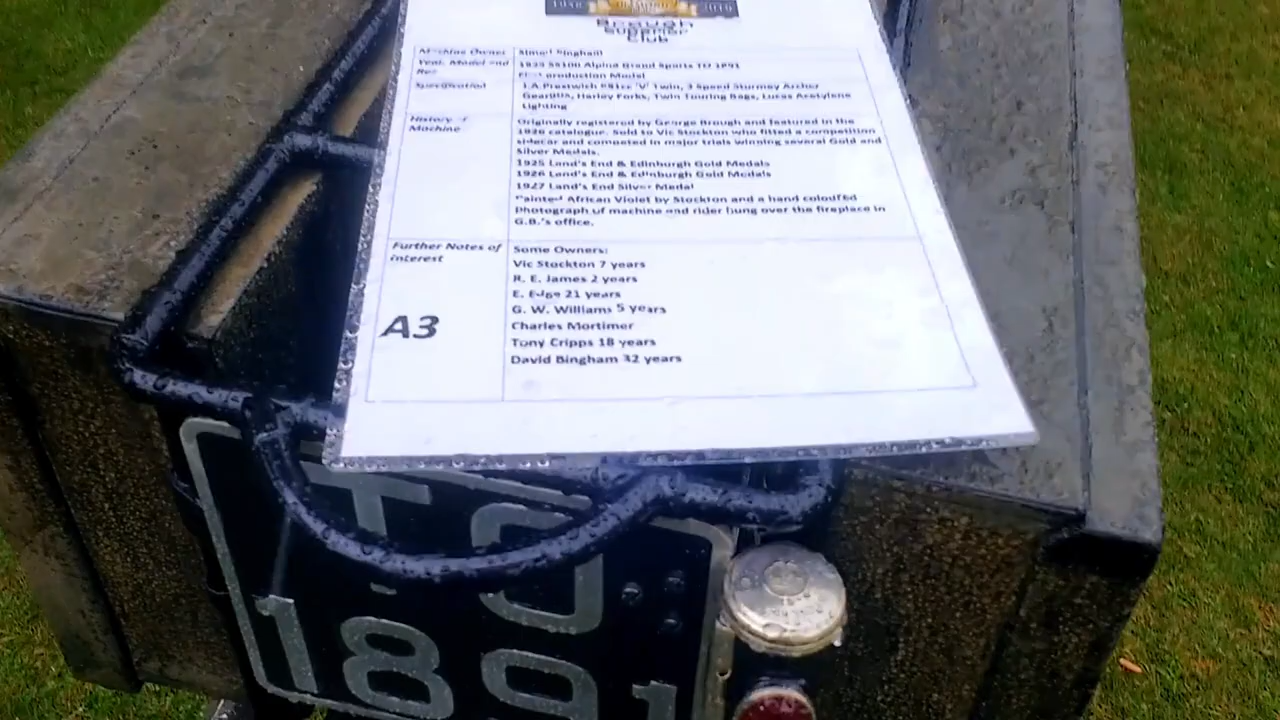 1958 DIAMOND 2018
Brough
Superior
Club
Machine Owner
Year, Model and
Reg
SS100 Alpine Grand Sports TO 1891
Production Model
Specification
J.A.Prestwich 981cc 'V' Twin, 3 Speed Sturmey Archer
Gearbox, Harley Forks, Twin Touring Bags, Lucas Acetylene
Lighting
History of
Machine
Originally registered by George Brough and featured in the
1926 catalogue. Sold to Vic Stockton who fitted a competition
sidecar and competed in major trials winning several Gold and
Silver Medals.
1925 Land's End & Edinburgh Gold Medals
1926 Land's End & Edinburgh Gold Medals
1927 Land's End Silver Medal
Painted African Violet by Stockton and a hand coloured
Photograph of machine and rider hung over the fireplace in
G.B.'s office.
Further Notes of
interest
Some Owners:
Vic Stockton 7 years
R. E. James 2 years
E. Edge 21 years
G. W. Williams 5 years
Charles Mortimer
Tony Cripps 18 years
David Bingham 32 years
A3
TO
1891